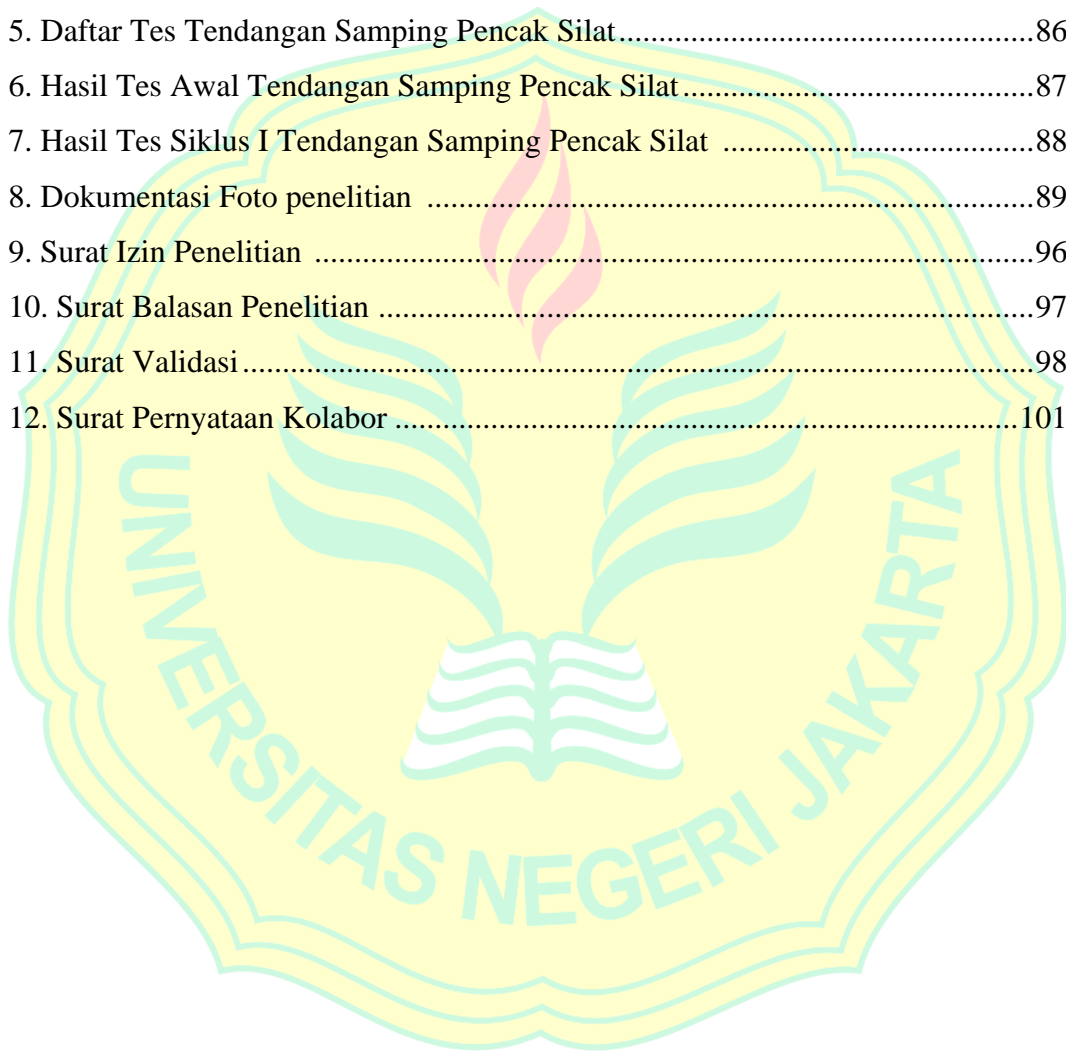 5. Daftar Tes Tendangan Samping Pencak Silat....................................................86
6. Hasil Tes Awal Tendangan Samping Pencak Silat............................................87
7. Hasil Tes Siklus I Tendangan Samping Pencak Silat .......................................88
8. Dokumentasi Foto penelitian ............................................................................89
9. Surat Izin Penelitian ..........................................................................................96
10. Surat Balasan Penelitian ..................................................................................97
11. Surat Validasi...................................................................................................98
12. Surat Pernyataan Kolabor ..............................................................................101
UNIVERSITAS NEGERI JAKARTA